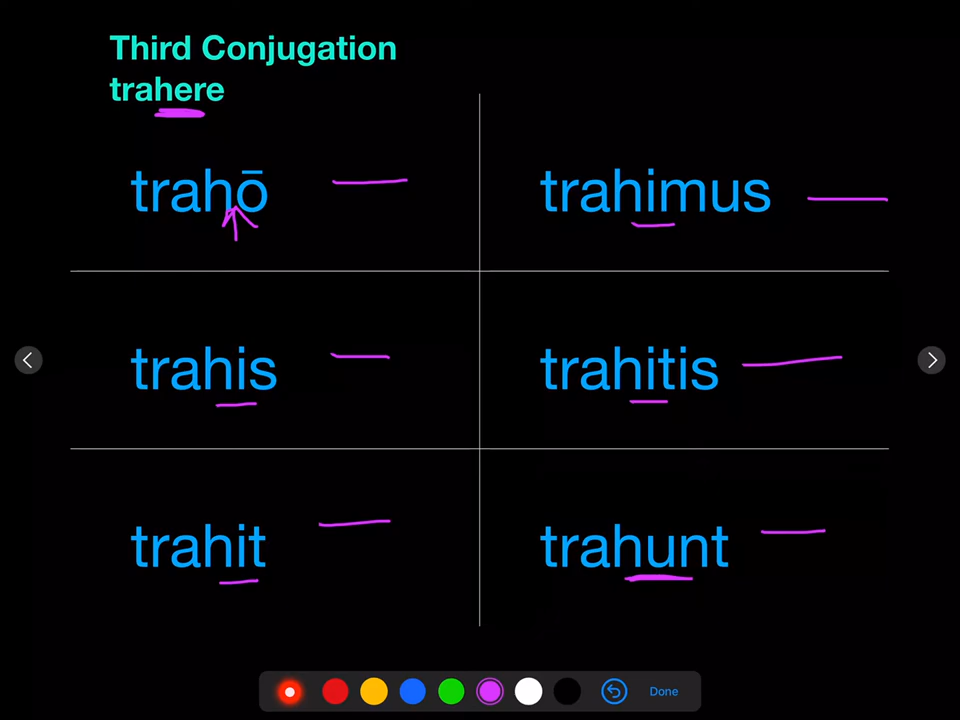 Third Conjugation
trahere
trahō
trahimus
trahis
trahitis
trahit
trahunt
Done